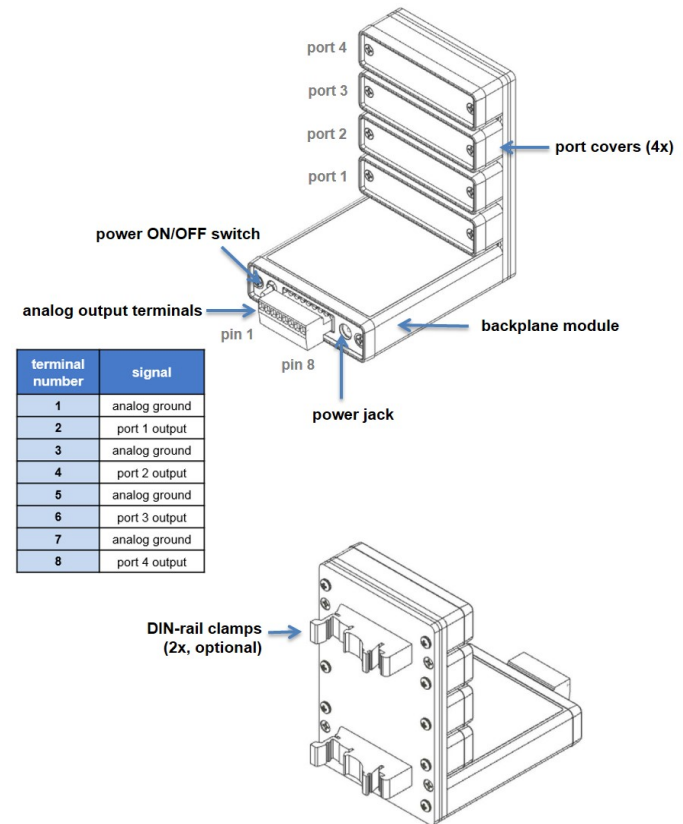 port 4
port 3
port 2
port 1
port covers (4x)
power ON/OFF switch
analog output terminals
pin 1
pin 8
backplane module
power jack
terminal number signal
1 analog ground
2 port 1 output
3 analog ground
4 port 2 output
5 analog ground
6 port 3 output
7 analog ground
8 port 4 output
DIN-rail clamps
(2x, optional)